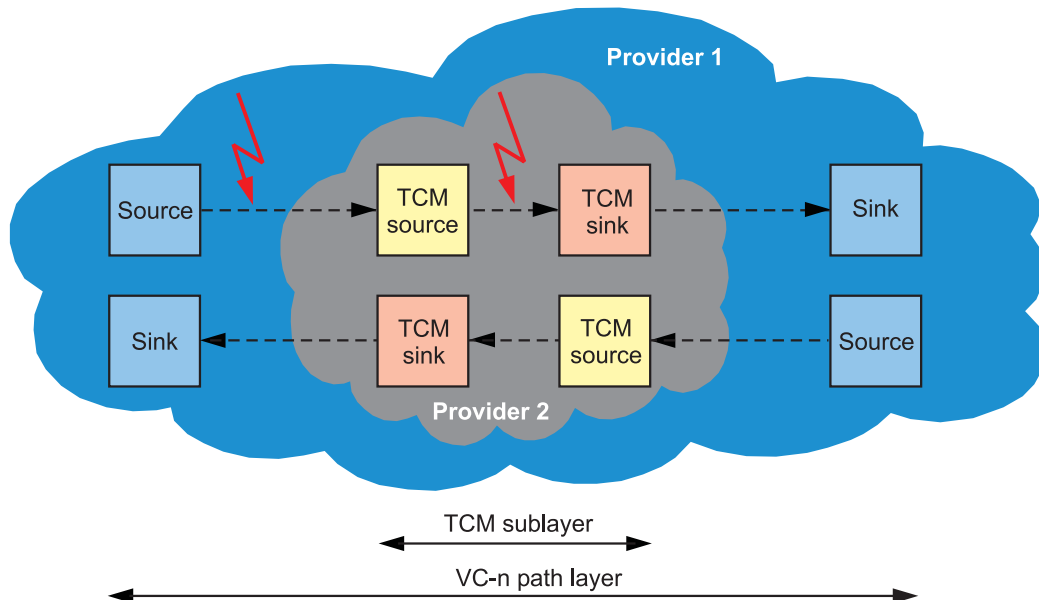 Provider 1
Source
TCM
source
TCM
sink
Sink
Sink
TCM
sink
TCM
source
Source
Provider 2
TCM sublayer
VC-n path layer